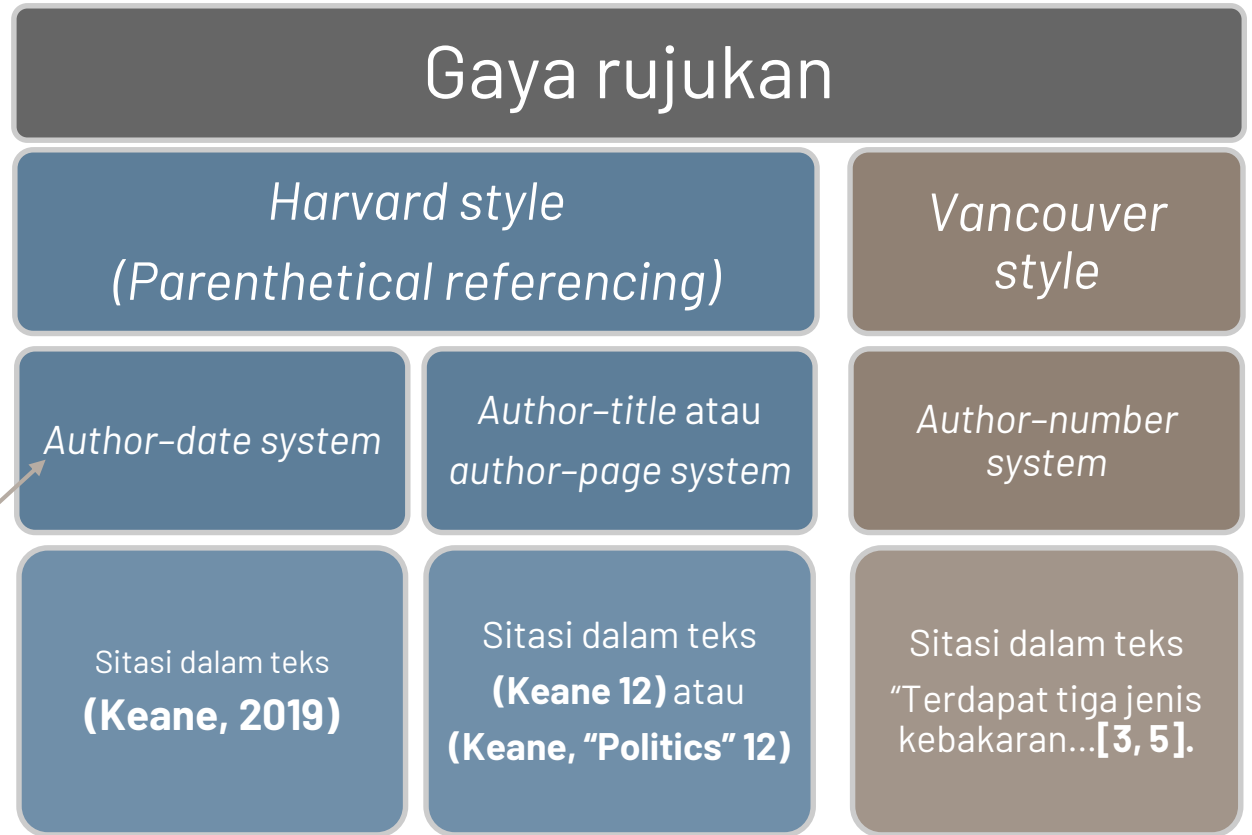 Gaya rujukan
Harvard style
(Parenthetical referencing)
Vancouver
style
Author–date system
Author–title atau
author–page system
Author–number
system
Sitasi dalam teks
(Keane, 2019)
Sitasi dalam teks
(Keane 12) atau
(Keane, “Politics” 12)
Sitasi dalam teks
“Terdapat tiga jenis
kebakaran...[3, 5].